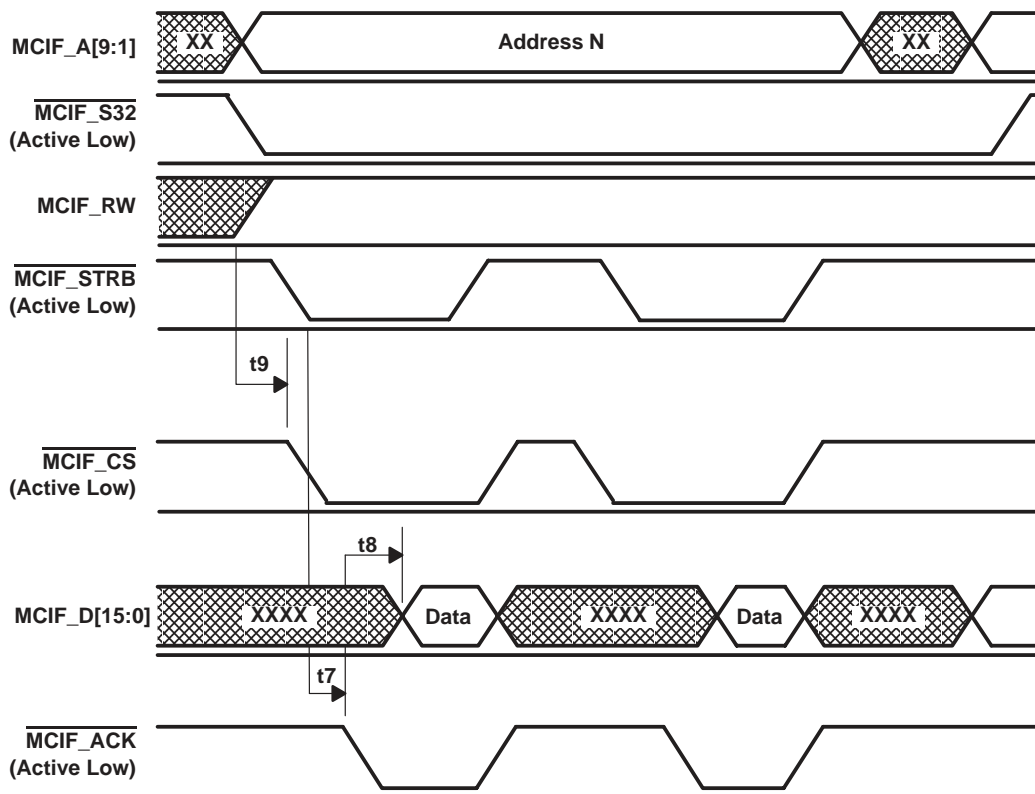 MCIF_A[9:1]
XX
Address N
XX
MCIF_S32
(Active Low)
MCIF_RW
MCIF_STRB
(Active Low)
t9
MCIF_CS
(Active Low)
t8
MCIF_D[15:0]
XXXX
Data
XXXX
Data
XXXX
t7
MCIF_ACK
(Active Low)